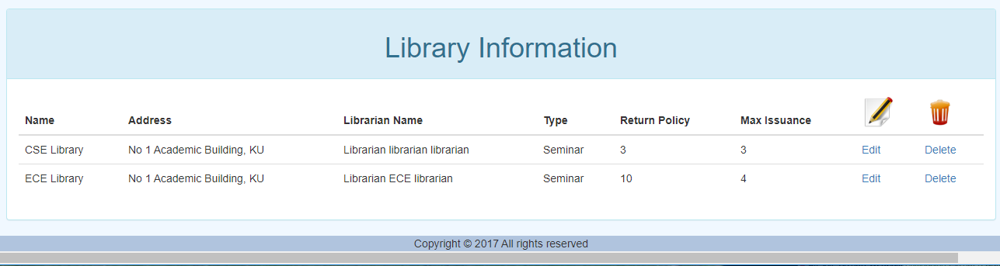 Library Information
Name Address Librarian Name Type Return Policy Max Issuance
CSE Library No 1 Academic Building, KU Librarian librarian librarian Seminar 3 3 Edit Delete
ECE Library No 1 Academic Building, KU Librarian ECE librarian Seminar 10 4 Edit Delete
Copyright © 2017 All rights reserved